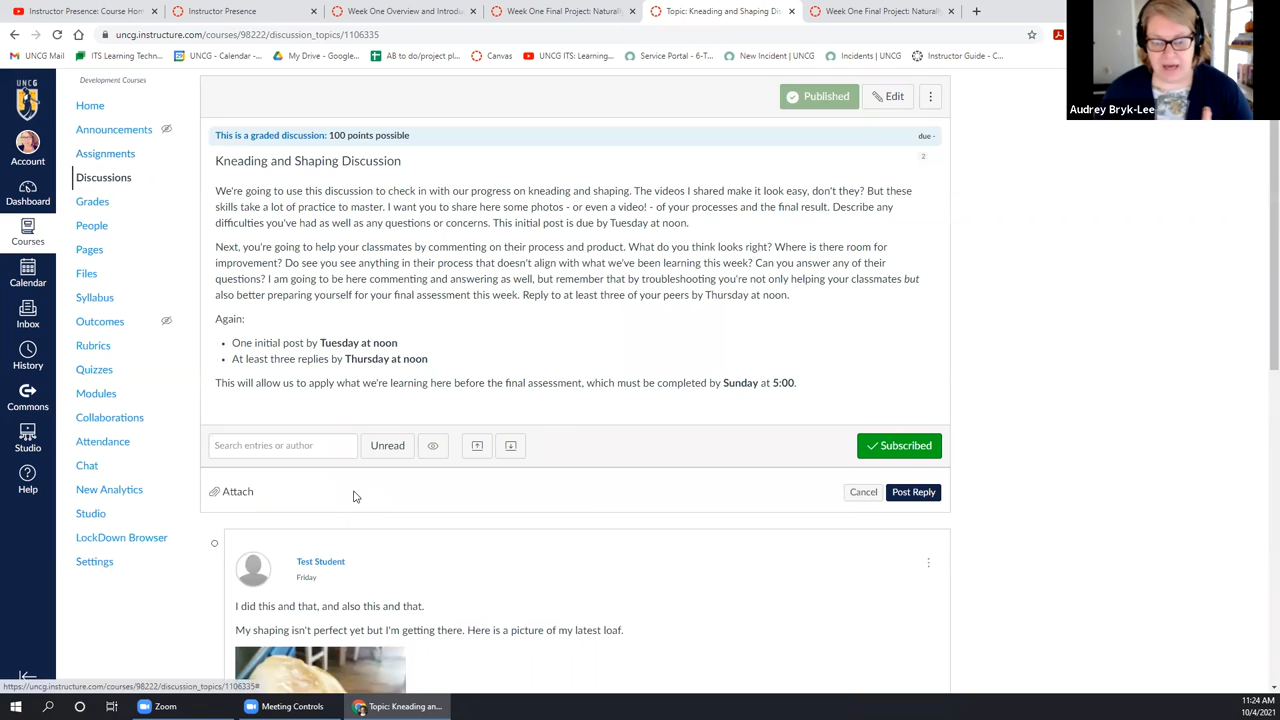 Instructor Presence: Course Hom
Instructor Presence
Week One Overview and Introdu
Week One Final Project: Naturall
Topic: Kneading and Shaping Dis
Week One Final Project: Naturall
uncg.instructure.com/courses/98222/discussion_topics/1106335
UNCG Mail
ITS Learning Techn...
UNCG - Calendar -...
My Drive - Google...
AB to do/project pl...
Canvas
UNCG ITS: Learning...
Service Portal - 6-T...
New Incident | UNCG
Incidents | UNCG
Instructor Guide - C...
Audrey Bryk-Lee
UNCG
Account
Dashboard
Courses
Calendar
Inbox
History
Commons
Studio
Help
Development Courses
Home
Announcements
Assignments
Discussions
Grades
People
Pages
Files
Syllabus
Outcomes
Rubrics
Quizzes
Modules
Collaborations
Attendance
Chat
New Analytics
Studio
LockDown Browser
Settings
Published
Edit
This is a graded discussion: 100 points possible
due -
Kneading and Shaping Discussion
2
We're going to use this discussion to check in with our progress on kneading and shaping. The videos I shared make it look easy, don't they? But these
skills take a lot of practice to master. I want you to share here some photos - or even a video! - of your processes and the final result. Describe any
difficulties you've had as well as any questions or concerns. This initial post is due by Tuesday at noon.
Next, you're going to help your classmates by commenting on their process and product. What do you think looks right? Where is there room for
improvement? Do see you see anything in their process that doesn't align with what we've been learning this week? Can you answer any of their
questions? I am going to be here commenting and answering as well, but remember that by troubleshooting you're not only helping your classmates but
also better preparing yourself for your final assessment this week. Reply to at least three of your peers by Thursday at noon.
Again:
• One initial post by Tuesday at noon
• At least three replies by Thursday at noon
This will allow us to apply what we're learning here before the final assessment, which must be completed by Sunday at 5:00.
Search entries or author
Unread
Subscribed
Attach
Cancel
Post Reply
Test Student
Friday
I did this and that, and also this and that.
My shaping isn't perfect yet but I'm getting there. Here is a picture of my latest loaf.
https://uncg.instructure.com/courses/98222/discussion_topics/1106335#
Zoom
Meeting Controls
Topic: Kneading an...
11:24 AM
10/4/2021